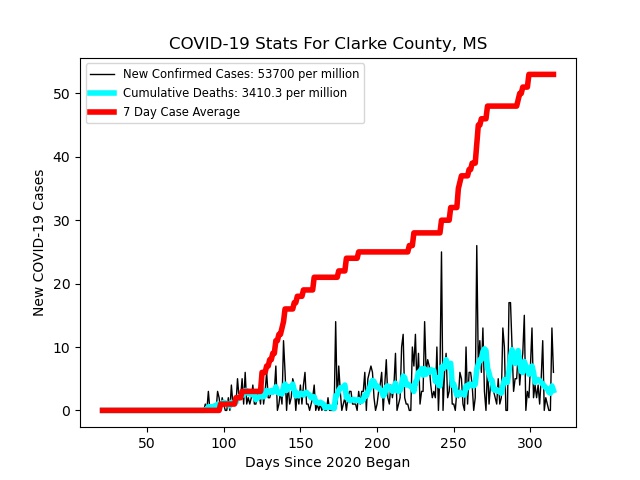 COVID-19 Stats For Clarke County, MS
New Confirmed Cases: 53700 per million
Cumulative Deaths: 3410.3 per million
7 Day Case Average
New COVID-19 Cases
50
40
30
20
10
0
50 100 150 200 250 300
Days Since 2020 Began